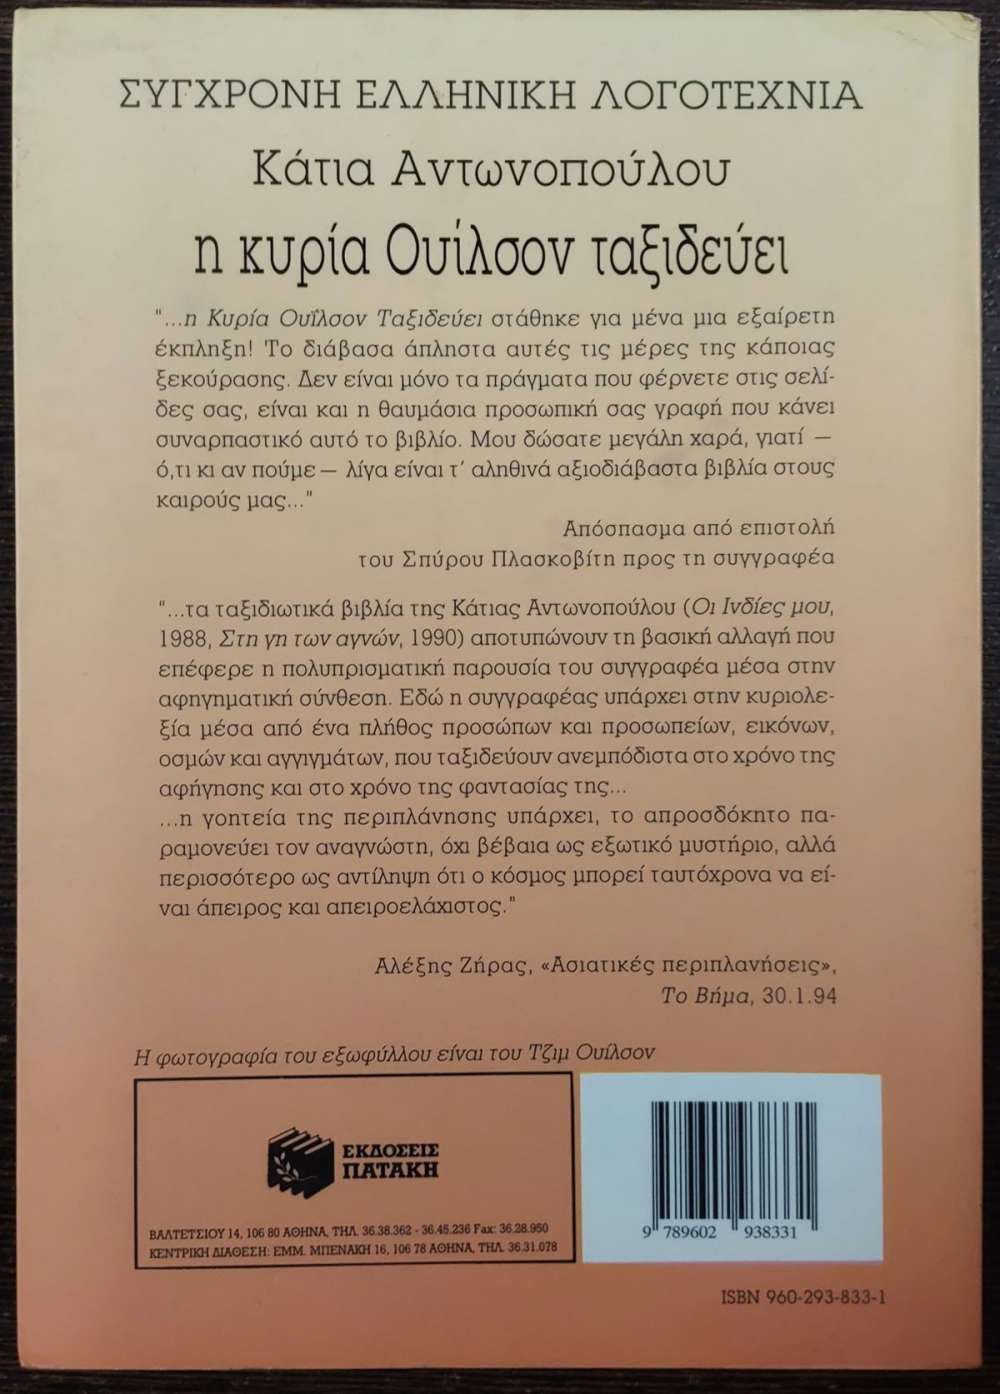 ΣΥΓΧΡΟΝΗ ΕΛΛΗΝΙΚΗ ΛΟΓΟΤΕΧΝΙΑ
Κάτια Αντωνοπούλου
η κυρία Ουίλσον ταξιδεύει
"...η Κυρία Ουΐλσον Ταξιδεύει στάθηκε για μένα μια εξαίρετη
έκπληξη! Το διάβασα άπληστα αυτές τις μέρες της κάποιας
ξεκούρασης. Δεν είναι μόνο τα πράγματα που φέρνετε στις σελί-
δες σας, είναι και η θαυμάσια προσωπική σας γραφή που κάνει
συναρπαστικό αυτό το βιβλίο. Μου δώσατε μεγάλη χαρά, γιατί —
ό,τι κι αν πούμε — λίγα είναι τ' αληθινά αξιοδιάβαστα βιβλία στους
καιρούς μας..."
Απόσπασμα από επιστολή
του Σπύρου Πλασκοβίτη προς τη συγγραφέα
"...τα ταξιδιωτικά βιβλία της Κάτιας Αντωνοπούλου (Οι Ινδίες μου,
1988, Στη γη των αγνών, 1990) αποτυπώνουν τη βασική αλλαγή που
επέφερε η πολυπρισματική παρουσία του συγγραφέα μέσα στην
αφηγηματική σύνθεση. Εδώ η συγγραφέας υπάρχει στην κυριολε-
ξία μέσα από ένα πλήθος προσώπων και προσωπείων, εικόνων,
οσμών και αγγιγμάτων, που ταξιδεύουν ανεμπόδιστα στο χρόνο της
αφήγησης και στο χρόνο της φαντασίας της...
...η γοητεία της περιπλάνησης υπάρχει, το απροσδόκητο πα-
ραμονεύει τον αναγνώστη, όχι βέβαια ως εξωτικό μυστήριο, αλλά
περισσότερο ως αντίληψη ότι ο κόσμος μπορεί ταυτόχρονα να εί-
ναι άπειρος και απειροελάχιστος."
Αλέξης Ζήρας, «Ασιατικές περιπλανήσεις»,
Το Βήμα, 30.1.94
Η φωτογραφία του εξωφύλλου είναι του Τζιμ Ουίλσον
ΕΚΔΟΣΕΙΣ
ΠΑΤΑΚΗ
ΒΑΛΤΕΤΣΙΟΥ 14, 106 80 ΑΘΗΝΑ, ΤΗΛ. 36.38.362 - 36.45.236 Fax: 36.28.950
ΚΕΝΤΡΙΚΗ ΔΙΑΘΕΣΗ: ΕΜΜ. ΜΠΕΝΑΚΗ 16, 106 78 ΑΘΗΝΑ, ΤΗΛ. 36.31.078
9 789602 938331
ISBN 960-293-833-1